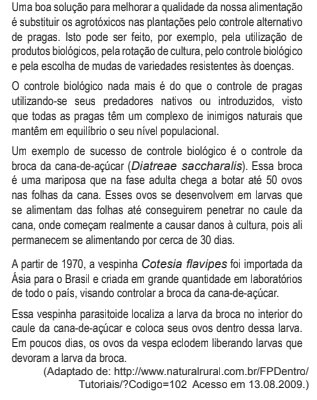 Uma boa solução para melhorar a qualidade da nossa alimentação
é substituir os agrotóxicos nas plantações pelo controle alternativo
de pragas. Isto pode ser feito, por exemplo, pela utilização de
produtos biológicos, pela rotação de cultura, pelo controle biológico
e pela escolha de mudas de variedades resistentes às doenças.
O controle biológico nada mais é do que o controle de pragas
utilizando-se seus predadores nativos ou introduzidos, visto
que todas as pragas têm um complexo de inimigos naturais que
mantêm em equilíbrio o seu nível populacional.
Um exemplo de sucesso de controle biológico é o controle da
broca da cana-de-açúcar (Diatreae saccharalis). Essa broca
é uma mariposa que na fase adulta chega a botar até 50 ovos
nas folhas da cana. Esses ovos se desenvolvem em larvas que
se alimentam das folhas até conseguirem penetrar no caule da
cana, onde começam realmente a causar danos à cultura, pois ali
permanecem se alimentando por cerca de 30 dias.
A partir de 1970, a vespinha Cotesia flavipes foi importada da
Ásia para o Brasil e criada em grande quantidade em laboratórios
de todo o país, visando controlar a broca da cana-de-açúcar.
Essa vespinha parasitoide localiza a larva da broca no interior do
caule da cana-de-açúcar e coloca seus ovos dentro dessa larva.
Em poucos dias, os ovos da vespa eclodem liberando larvas que
devoram a larva da broca.
(Adaptado de: http://www.naturalrural.com.br/FPDentro/
Tutoriais/?Codigo=102 Acesso em 13.08.2009.)